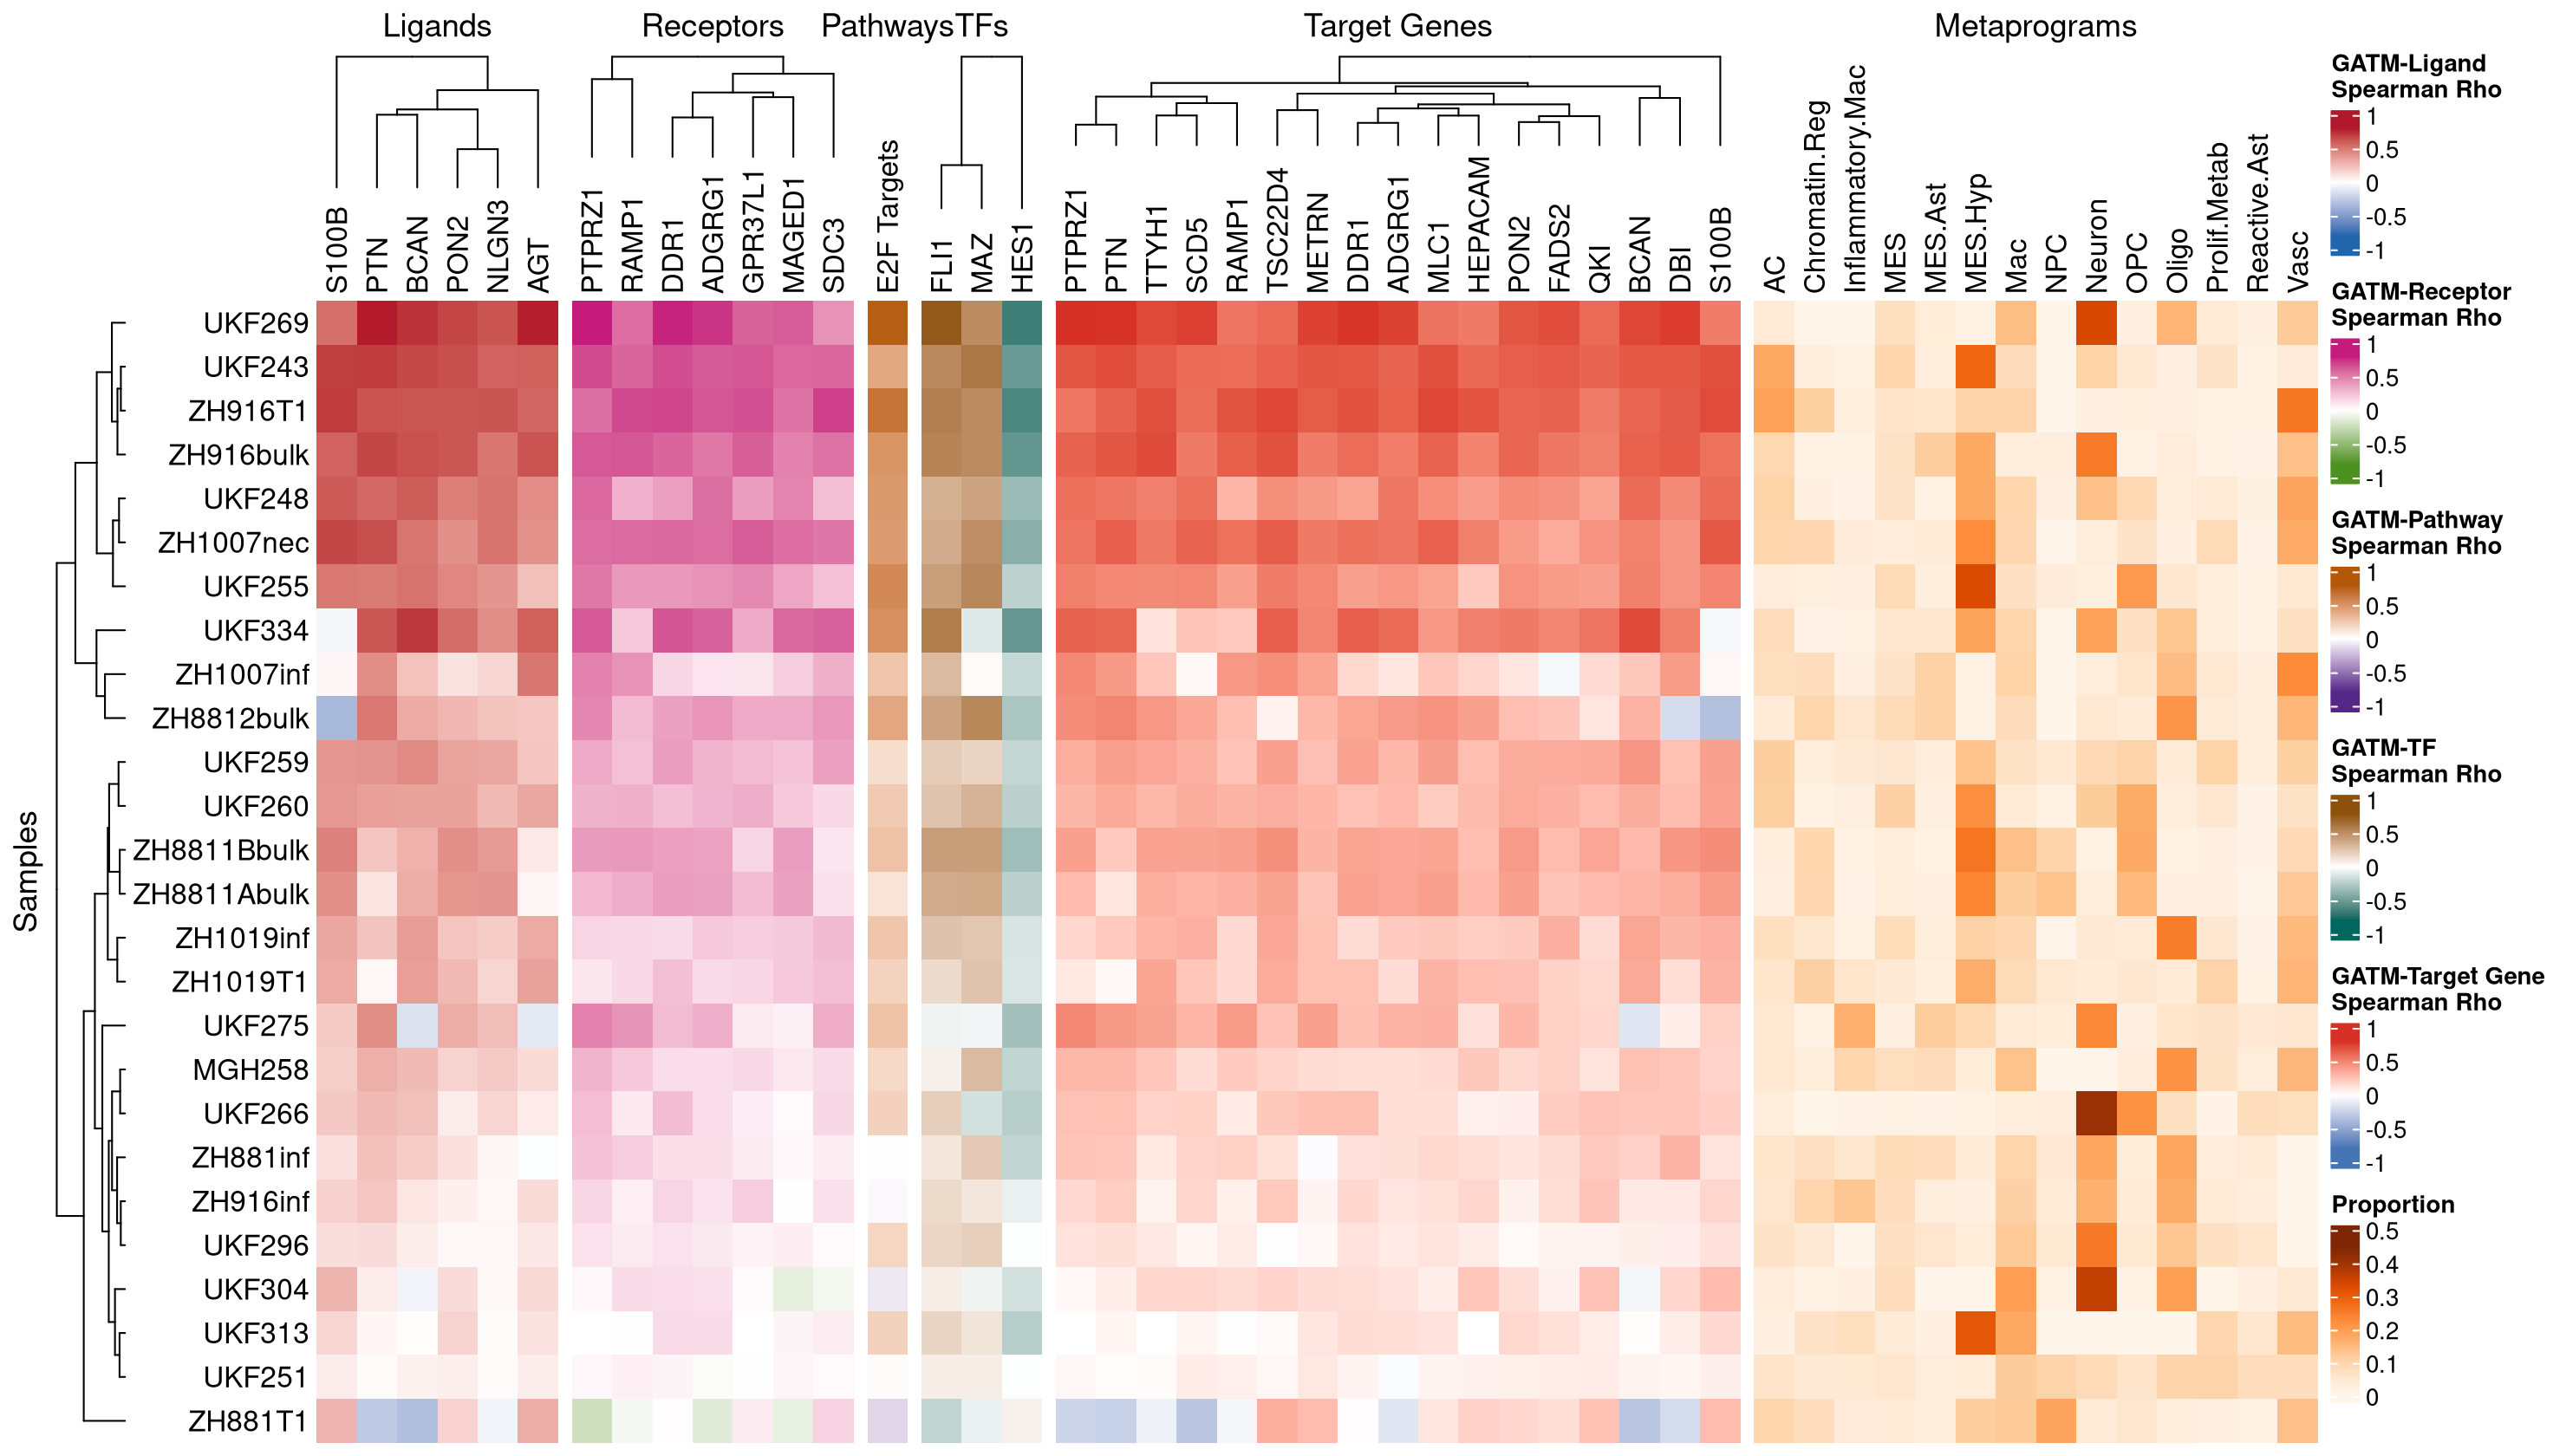 Ligands
Receptors
Pathways
TFs
Target Genes
Metaprograms
S100B
PTN
BCAN
PON2
NLGN3
AGT
PTPRZ1
RAMP1
DDR1
ADGRG1
GPR37L1
MAGED1
SDC3
E2F Targets
FLI1
MAZ
HES1
PTPRZ1
PTN
TTYH1
SCD5
RAMP1
TSC22D4
METRN
DDR1
ADGRG1
MLC1
HEPACAM
PON2
FADS2
QKI
BCAN
DBI
S100B
AC
Chromatin.Reg
Inflammatory.Mac
MES
MES.Ast
MES.Hyp
Mac
NPC
Neuron
OPC
Oligo
Prolif.Metab
Reactive.Ast
Vasc
Samples
UKF269
UKF243
ZH916T1
ZH916bulk
UKF248
ZH1007nec
UKF255
UKF334
ZH1007inf
ZH8812bulk
UKF259
UKF260
ZH8811Bbulk
ZH8811Abulk
ZH1019inf
ZH1019T1
UKF275
MGH258
UKF266
ZH881inf
ZH916inf
UKF296
UKF304
UKF313
UKF251
ZH881T1
GATM-Ligand
Spearman Rho
1
0.5
0
-0.5
-1
GATM-Receptor
Spearman Rho
1
0.5
0
-0.5
-1
GATM-Pathway
Spearman Rho
1
0.5
0
-0.5
-1
GATM-TF
Spearman Rho
1
0.5
0
-0.5
-1
GATM-Target Gene
Spearman Rho
1
0.5
0
-0.5
-1
Proportion
0.5
0.4
0.3
0.2
0.1
0